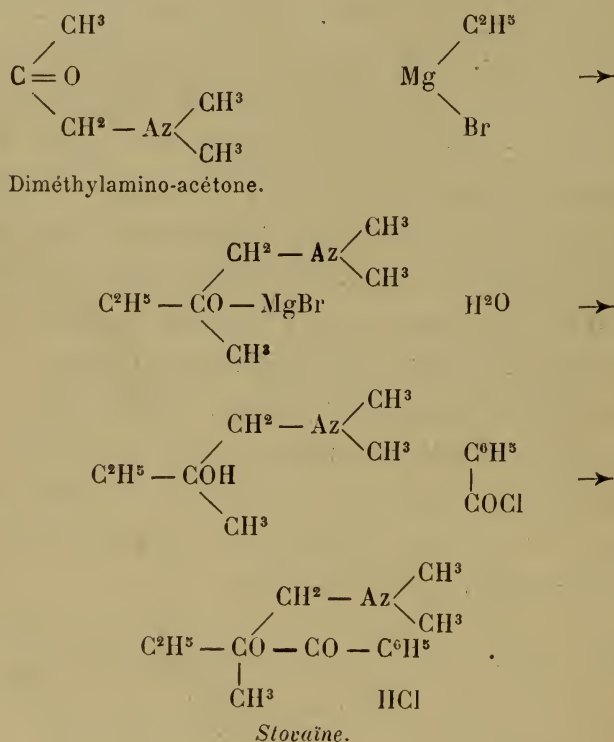 CH³
C=O
CH³
CH² — Az
CH³
Diméthylamino-acétone.
C²H⁵
Mg →
Br
CH³
CH² — Az
CH³
C²H⁵ — CO — MgBr H²O →
CH³
CH³
CH² — Az
CH³
C²H⁵ — COH
CH³
C⁶H⁵
COCl →
CH³
CH² — Az
CH³
C²H⁵ — CO — CO — C⁶H⁵ .
CH³ HCl
Stovaïne.